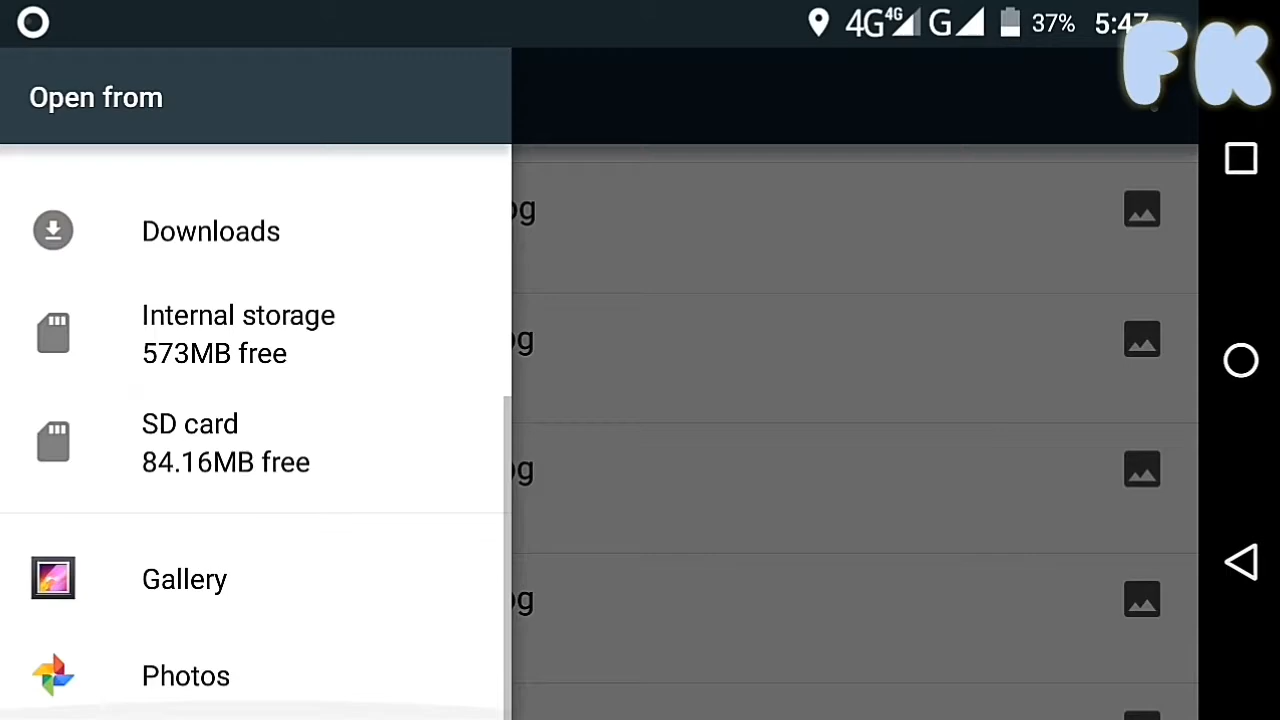 4G 4G G 37% 5:47
FK
Open from
Downloads
Internal storage
573MB free
SD card
84.16MB free
Gallery
Photos